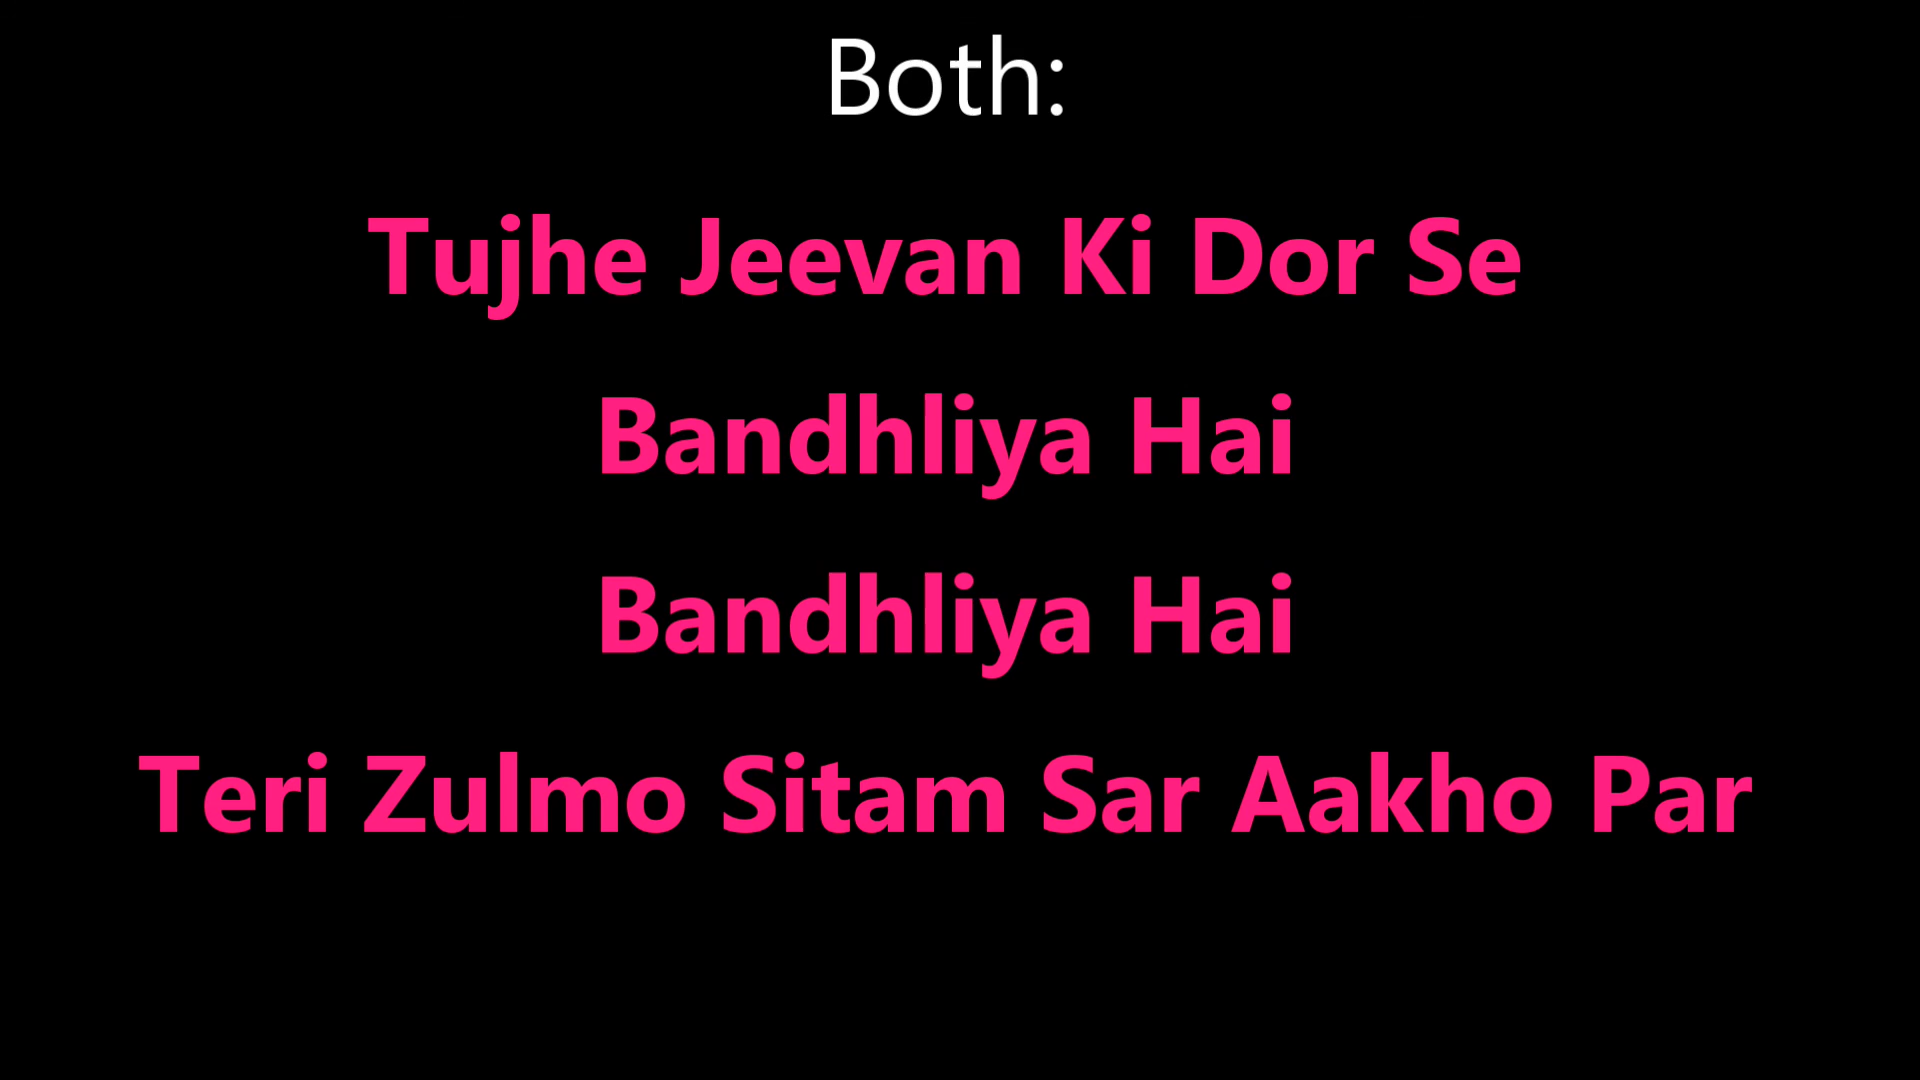 Both:
Tujhe Jeevan Ki Dor Se
Bandhliya Hai
Bandhliya Hai
Teri Zulmo Sitam Sar Aakho Par